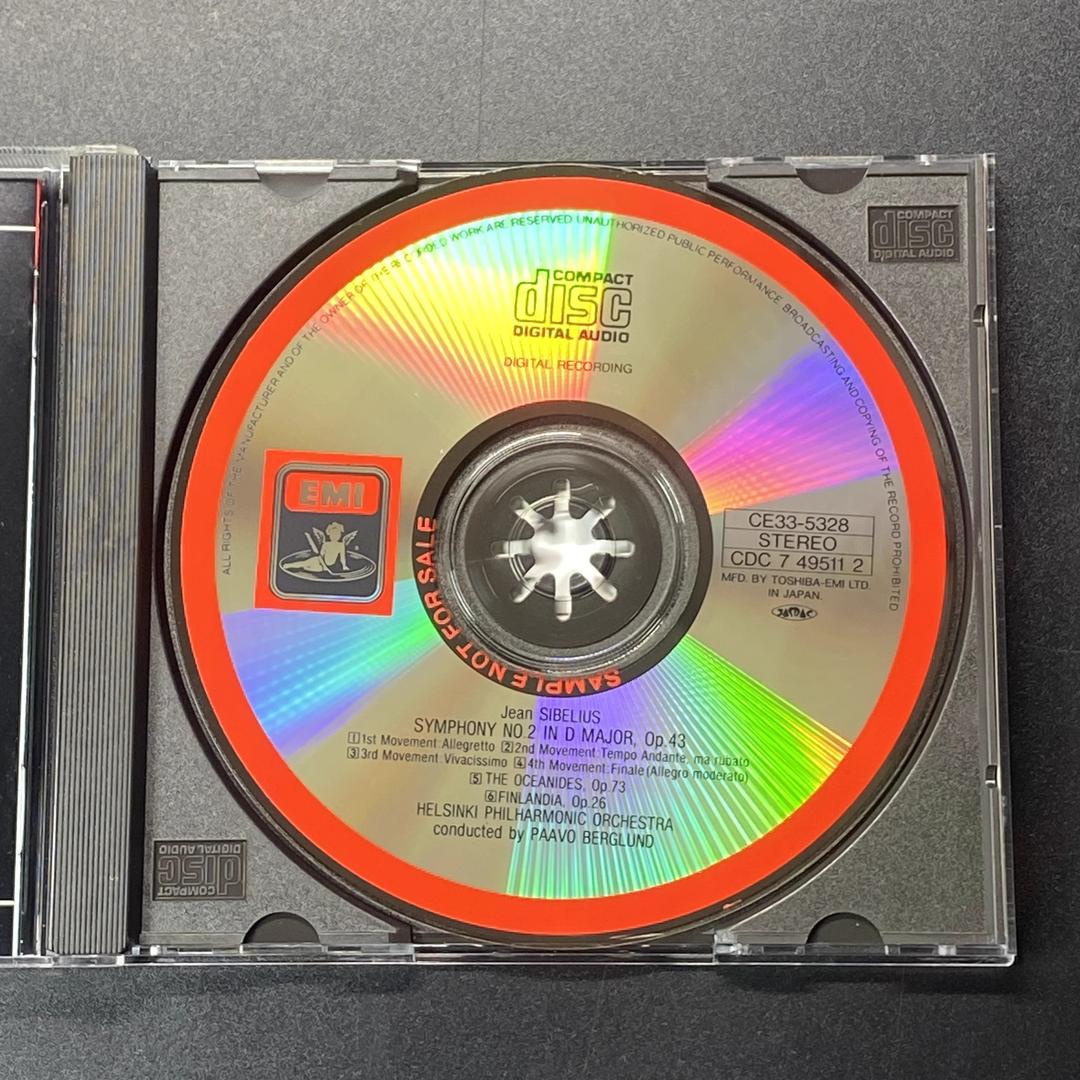 COMPACT
disc
DIGITAL AUDIO
ALL RIGHTS OF THE MANUFACTURER AND OF THE OWNER OF THE RECORDED WORK ARE RESERVED UNAUTHORIZED PUBLIC PERFORMANCE BROADCASTING AND COPYING OF THE RECORD PROHIBITED
COMPACT
disc
DIGITAL AUDIO
DIGITAL RECORDING
EMI
CE33-5328
STEREO
CDC 7 49511 2
MFD. BY TOSHIBA-EMI LTD.
IN JAPAN.
JASRAC
SAMPLE NOT FOR SALE
Jean SIBELIUS
SYMPHONY NO.2 IN D MAJOR, Op.43
1 1st Movement: Allegretto 2 2nd Movement: Tempo Andante, ma rubato
3 3rd Movement: Vivacissimo 4 4th Movement: Finale (Allegro moderato)
5 THE OCEANIDES, Op.73
6 FINLANDIA, Op.26
HELSINKI PHILHARMONIC ORCHESTRA
conducted by PAAVO BERGLUND
COMPACT
disc
DIGITAL AUDIO